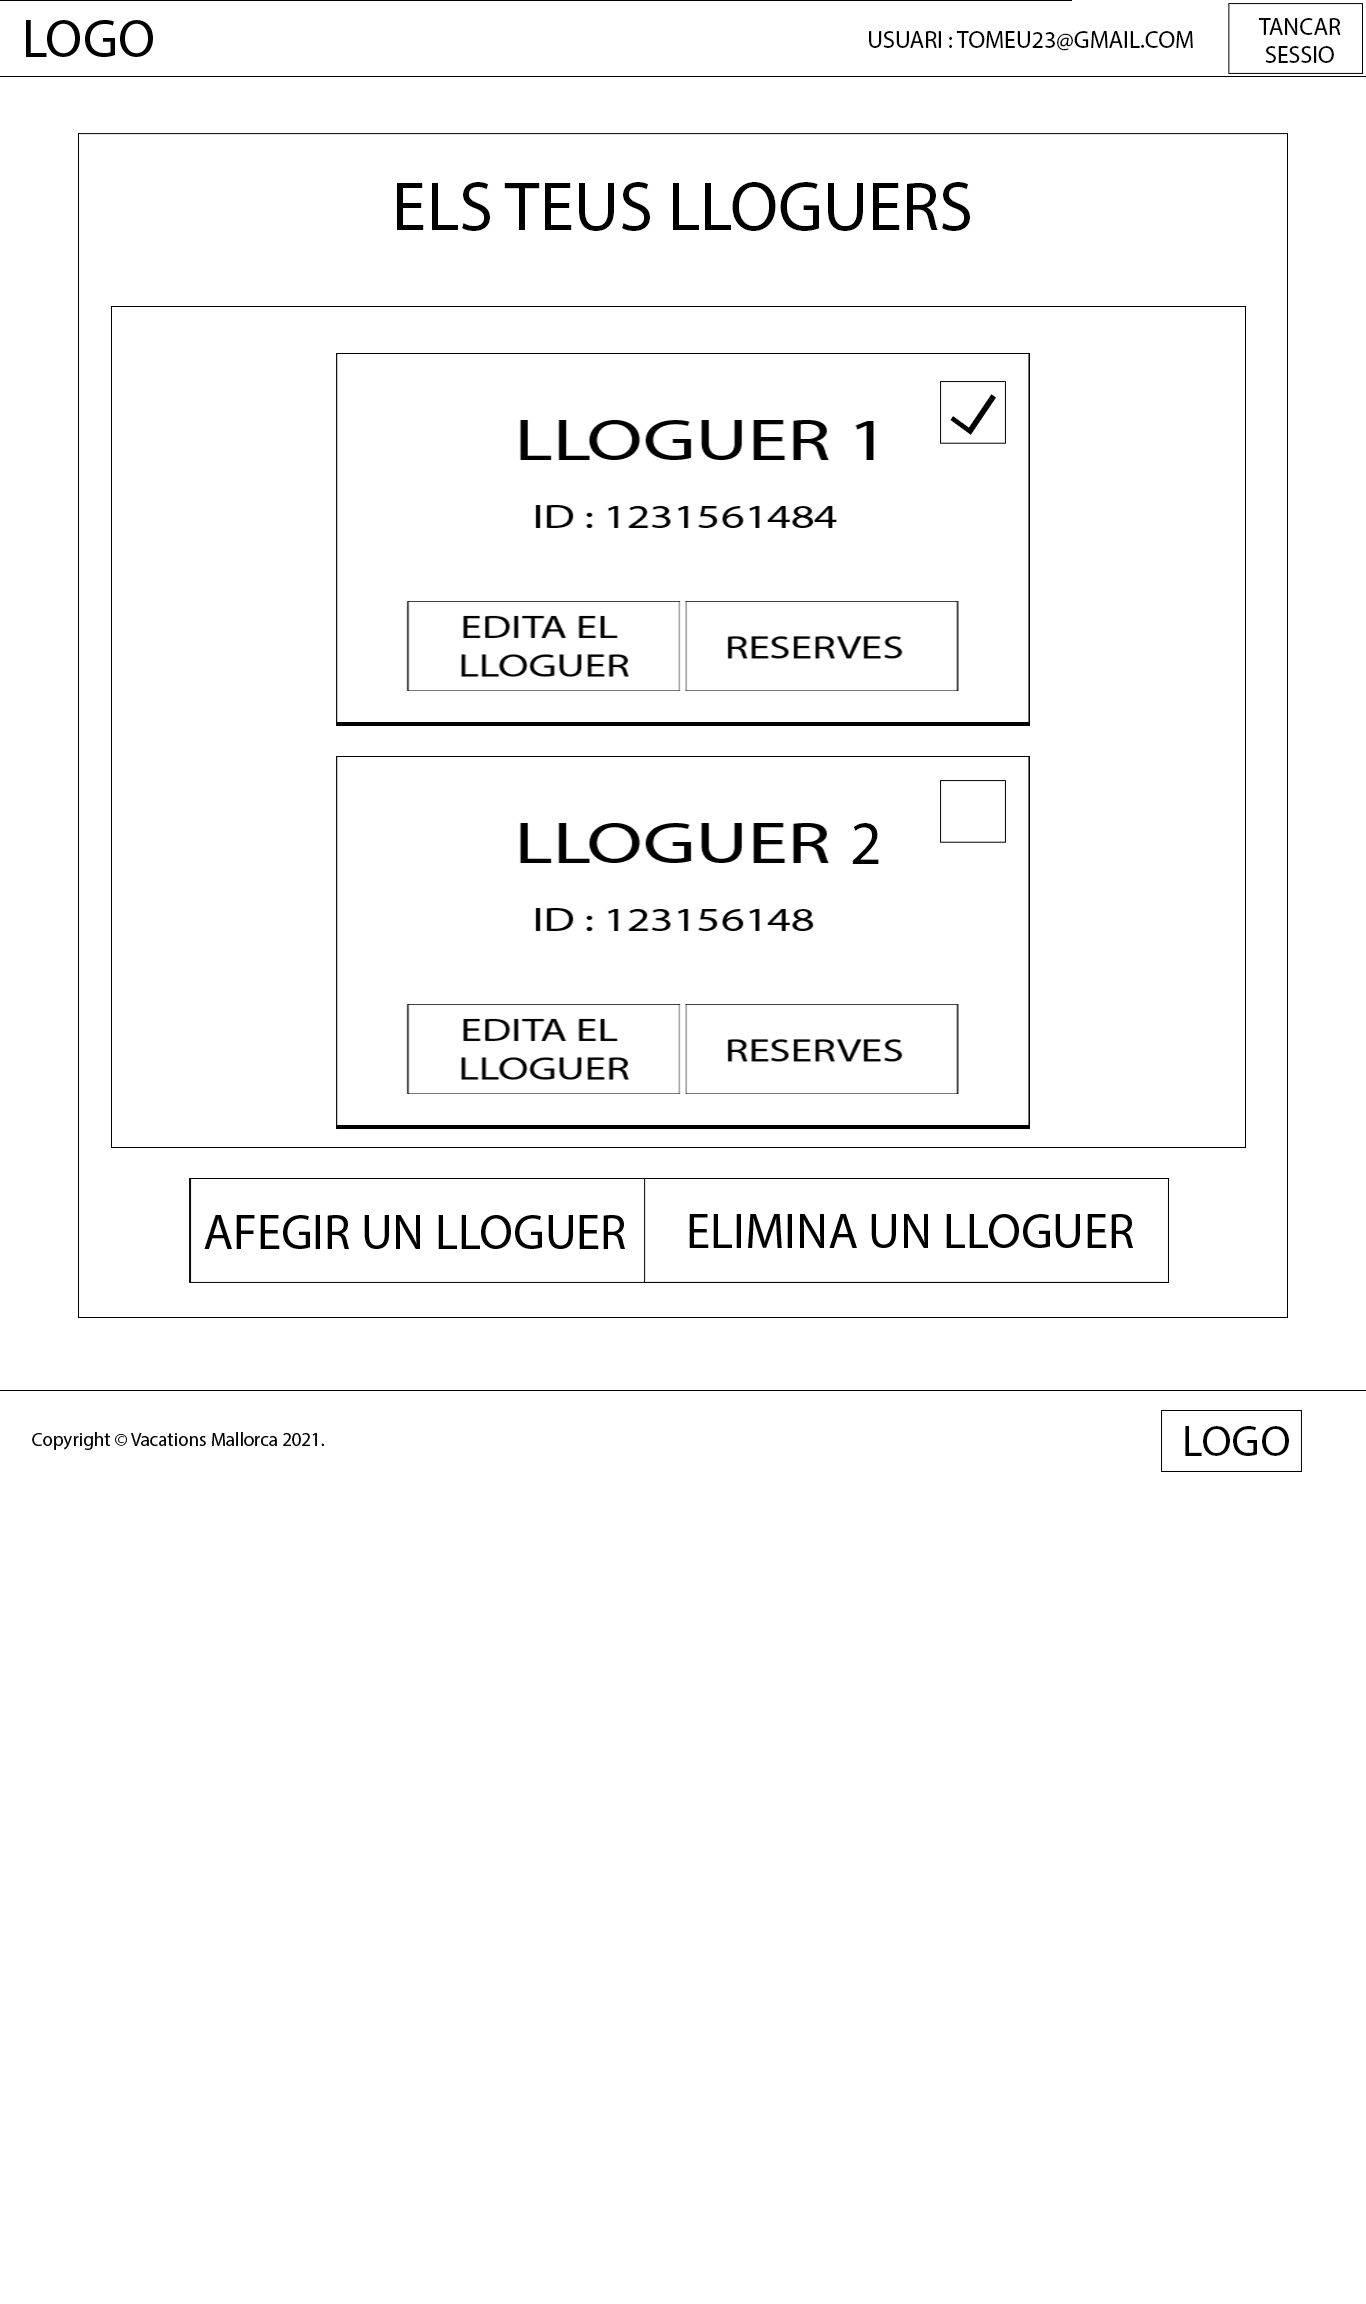 LOGO
USUARI : TOMEU23@GMAIL.COM
TANCAR
SESSIO
ELS TEUS LLOGUERS
LLOGUER 1
ID : 1231561484
EDITA EL
LLOGUER
RESERVES
LLOGUER 2
ID : 123156148
EDITA EL
LLOGUER
RESERVES
AFEGIR UN LLOGUER
ELIMINA UN LLOGUER
Copyright © Vacations Mallorca 2021.
LOGO